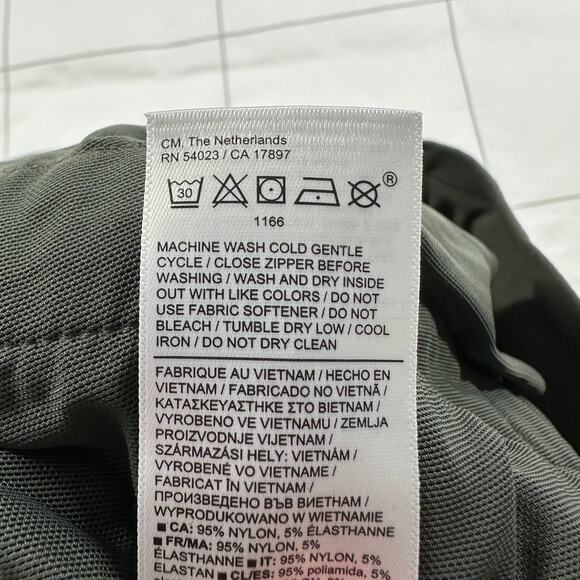 CM, The Netherlands
RN 54023 / CA 17897
30 ®
1166
MACHINE WASH COLD GENTLE
CYCLE / CLOSE ZIPPER BEFORE
WASHING / WASH AND DRY INSIDE
OUT WITH LIKE COLORS / DO NOT
USE FABRIC SOFTENER / DO NOT
BLEACH / TUMBLE DRY LOW / COOL
IRON / DO NOT DRY CLEAN
FABRIQUE AU VIETNAM / HECHO EN
VIETNAM / FABRICADO NO VIETNÃ /
ΚΑΤΑΣΚΕΥΑΣΤΗΚΕ ΣΤΟ ΒΙΕΤΝΑΜ /
VYROBENO VE VIETNAMU / ZEMLJA
PROIZVODNJE VIJETNAM /
SZÁRMAZÁSI HELY: VIETNÁM /
VYROBENÉ VO VIETNAME /
ПРОИЗВЕДЕНО ВЪВ ВИЕТНАМ /
WYPRODUKOWANO W WIETNAMIE
■ CA: 95% NYLON, 5% ÉLASTHANNE
■ FR/MA: 95% NYLON, 5%
ÉLASTHANNE ■ IT: 95% NYLON, 5%
ELASTAN ■ CL/ES: 95% poliamida, 5%